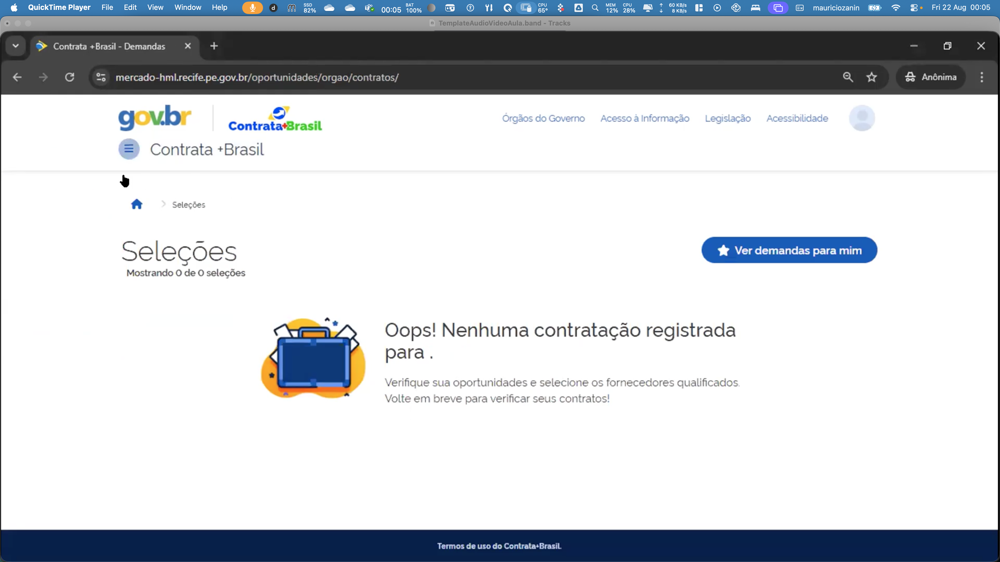 QuickTime Player File Edit View Window Help d SSD 82% 00:05 BAT 100% CPU 65° MEM 12% CPU 28% 60 KB/s 8 KB/s mauriciozanin Fri 22 Aug 00:05
TemplateAudioVideoAula.band - Tracks
Contrata +Brasil - Demandas
mercado-hml.recife.pe.gov.br/oportunidades/orgao/contratos/ Anônima
gov.br Contrata+Brasil Órgãos do Governo Acesso à Informação Legislação Acessibilidade
Contrata +Brasil
Seleções
Seleções Ver demandas para mim
Mostrando 0 de 0 seleções
Oops! Nenhuma contratação registrada
para .
Verifique sua oportunidades e selecione os fornecedores qualificados.
Volte em breve para verificar seus contratos!
Termos de uso do Contrata+Brasil.